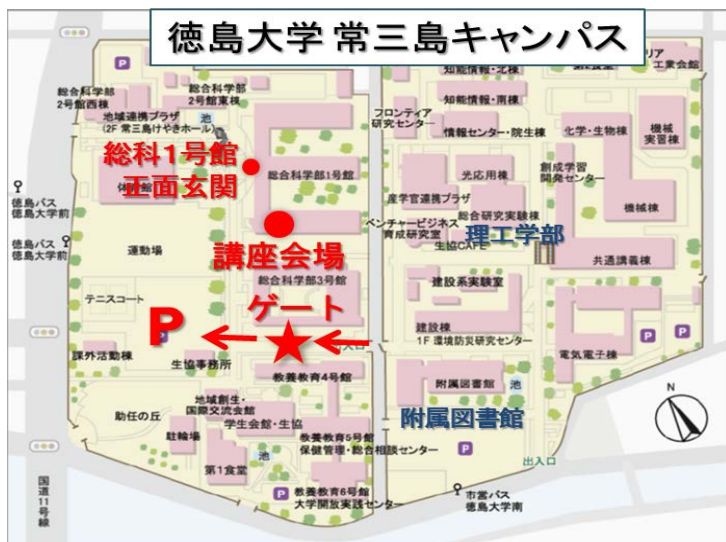 徳島大学 常三島キャンパス
P
総合科学部
2号館西棟
総合科学部
2号館東棟
地域連携プラザ
(2F 常三島けやきホール)
池
総科1号館
正面玄関
総合科学部1号館
徳島バス
徳島大学前
徳島バス
徳島大学前
運動場
講座会場
総合科学部3号館
テニスコート
P
ゲート
出入口
課外活動棟
生協事務所
教養教育4号館
助任の丘
地域創生・
国際交流会館
学生会館・生協
駐輪場
教養教育5号館
保健管理・総合相談センター
第1食堂
池
P
P
教養教育6号館
大学開放実践センター
国道11号線
知能情報・北棟
工業会館
知能情報・南棟
フロンティア
研究センター
情報センター・院生棟
化学・生物棟
機械
実習棟
光応用棟
創成学習
開発センター
産学官連携プラザ
総合研究実験棟
機械棟
ベンチャービジネス
育成研究室
理工学部
生協CAFE
共通講義棟
建設系実験室
建設棟
1F 環境防災研究センター
電気電子棟
P
P
附属図書館
池
附属図書館
P
出入口
市営バス
徳島大学南
N